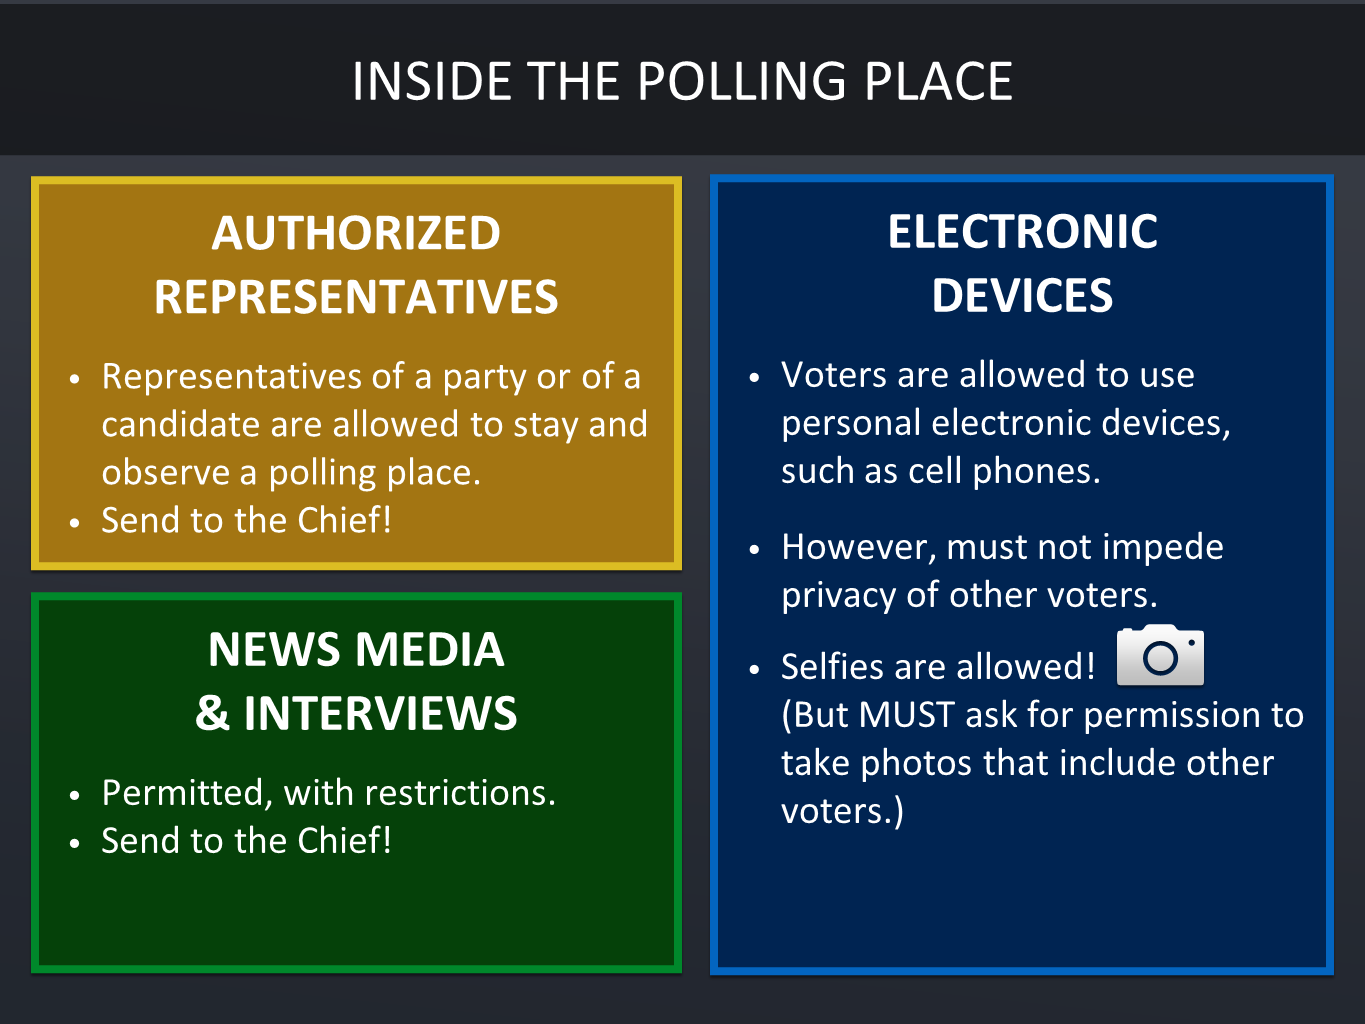 INSIDE THE POLLING PLACE
AUTHORIZED
REPRESENTATIVES
• Representatives of a party or of a
candidate are allowed to stay and
observe a polling place.
• Send to the Chief!
NEWS MEDIA
& INTERVIEWS
• Permitted, with restrictions.
• Send to the Chief!
ELECTRONIC
DEVICES
• Voters are allowed to use
personal electronic devices,
such as cell phones.
• However, must not impede
privacy of other voters.
• Selfies are allowed!
(But MUST ask for permission to
take photos that include other
voters.)